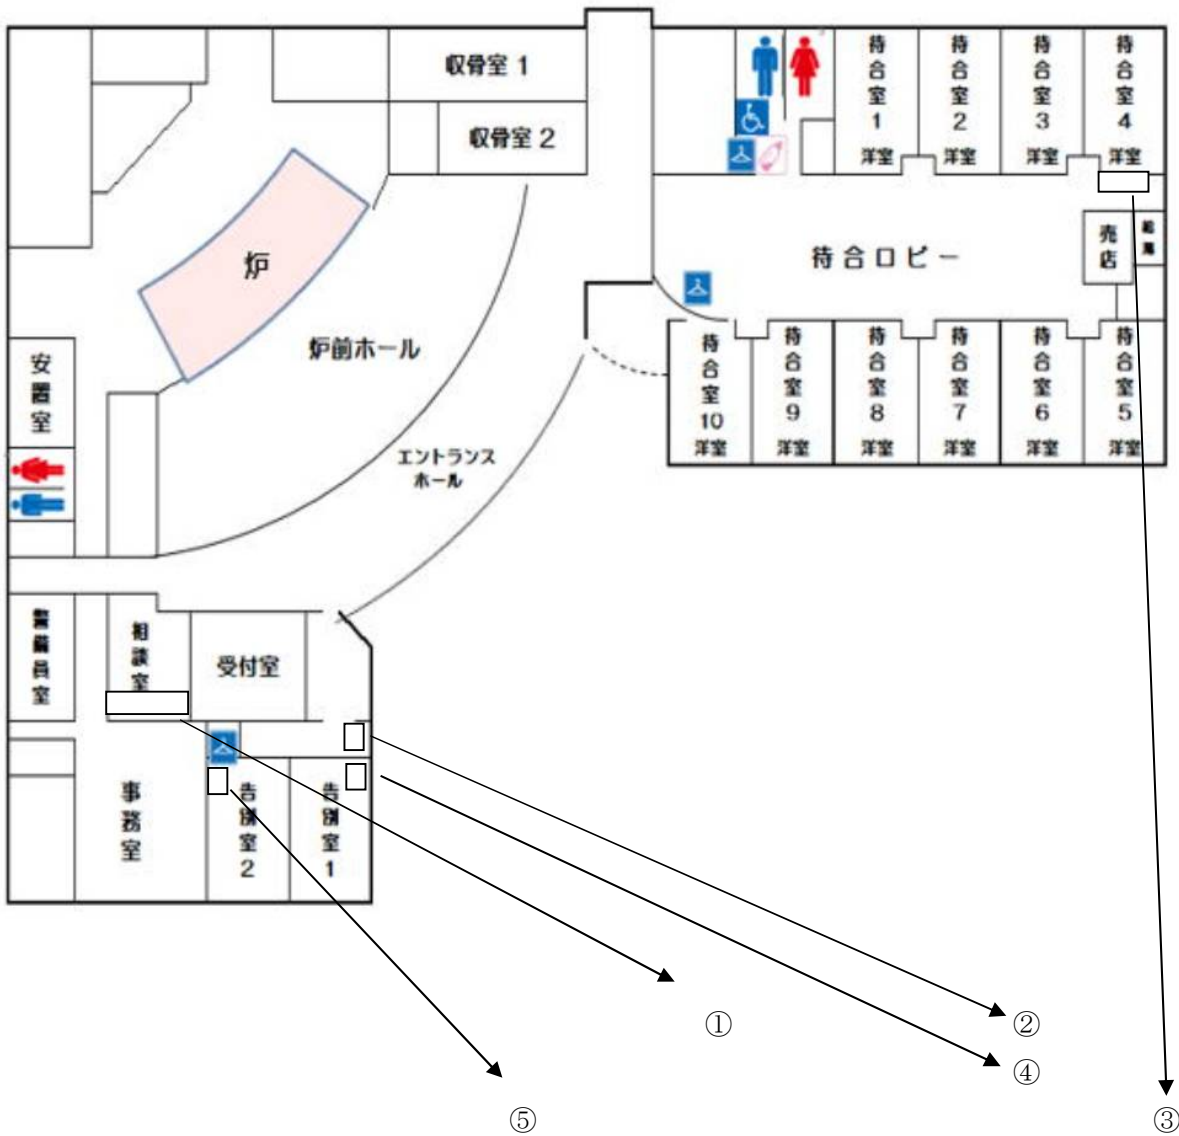 収骨室 1
収骨室 2
待合室1
洋室
待合室2
洋室
待合室3
洋室
待合室4
洋室
炉
炉前ホール
待合ロビー
売店
給湯
安置室
エントランス
ホール
待合室10
洋室
待合室9
洋室
待合室8
洋室
待合室7
洋室
待合室6
洋室
待合室5
洋室
警備員室
相談室
受付室
事務室
告別室2
告別室1
①
②
④
⑤
③